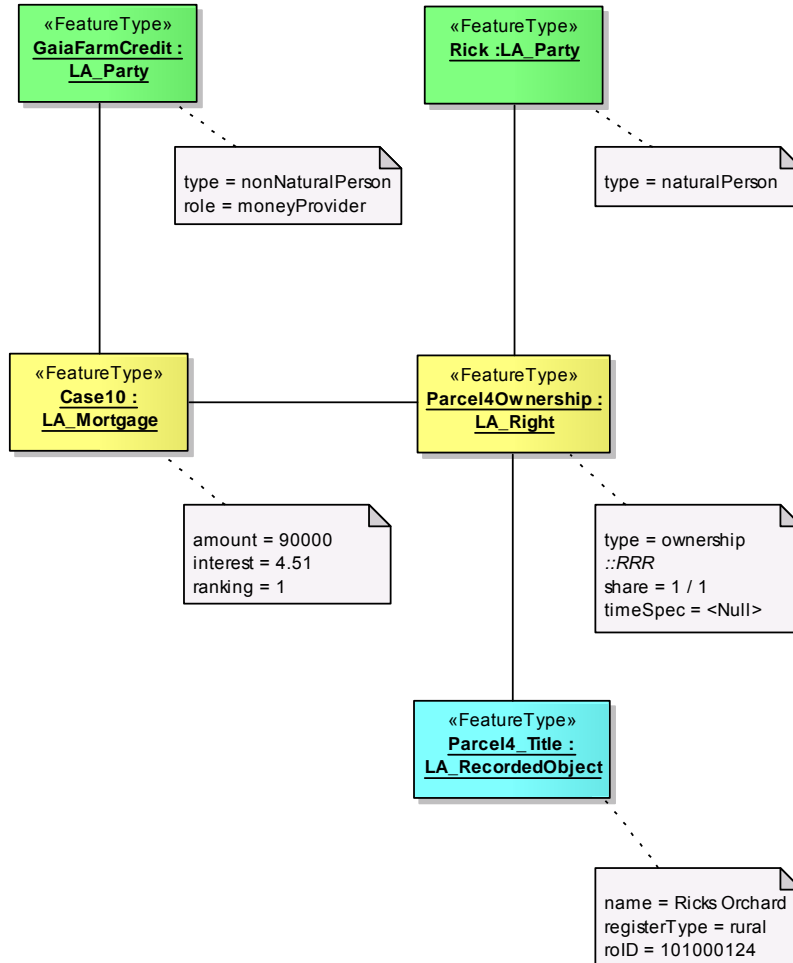 «FeatureType»
GaiaFarmCredit :
LA_Party
«FeatureType»
Rick :LA_Party
type = nonNaturalPerson
role = moneyProvider
type = naturalPerson
«FeatureType»
Case10 :
LA_Mortgage
«FeatureType»
Parcel4Ownership :
LA_Right
amount = 90000
interest = 4.51
ranking = 1
type = ownership
::RRR
share = 1 / 1
timeSpec = <Null>
«FeatureType»
Parcel4_Title :
LA_RecordedObject
name = Ricks Orchard
registerType = rural
roID = 101000124